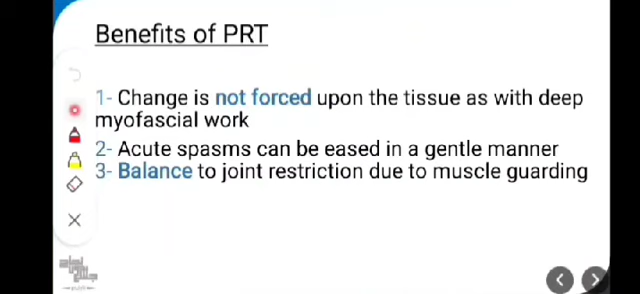 Benefits of PRT
1- Change is not forced upon the tissue as with deep
myofascial work
2- Acute spasms can be eased in a gentle manner
3- Balance to joint restriction due to muscle guarding